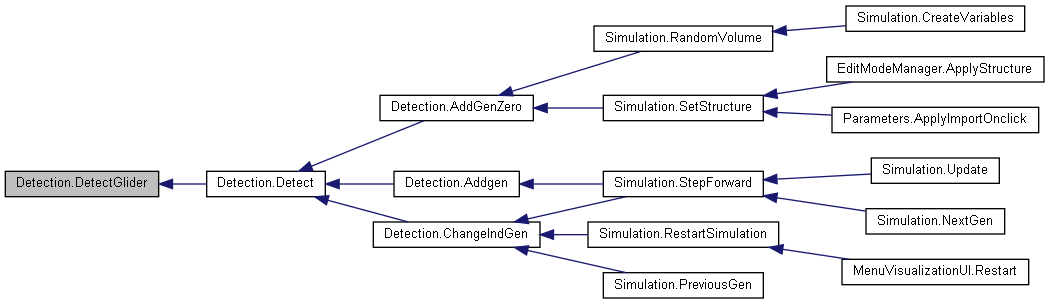 Simulation.CreateVariables
Simulation.RandomVolume
EditModeManager.ApplyStructure
Detection.AddGenZero
Simulation.SetStructure
Parameters.ApplyImportOnclick
Detection.DetectGlider
Detection.Detect
Detection.Addgen
Simulation.StepForward
Simulation.Update
Simulation.NextGen
Detection.ChangeIndGen
Simulation.RestartSimulation
MenuVisualizationUI.Restart
Simulation.PreviousGen